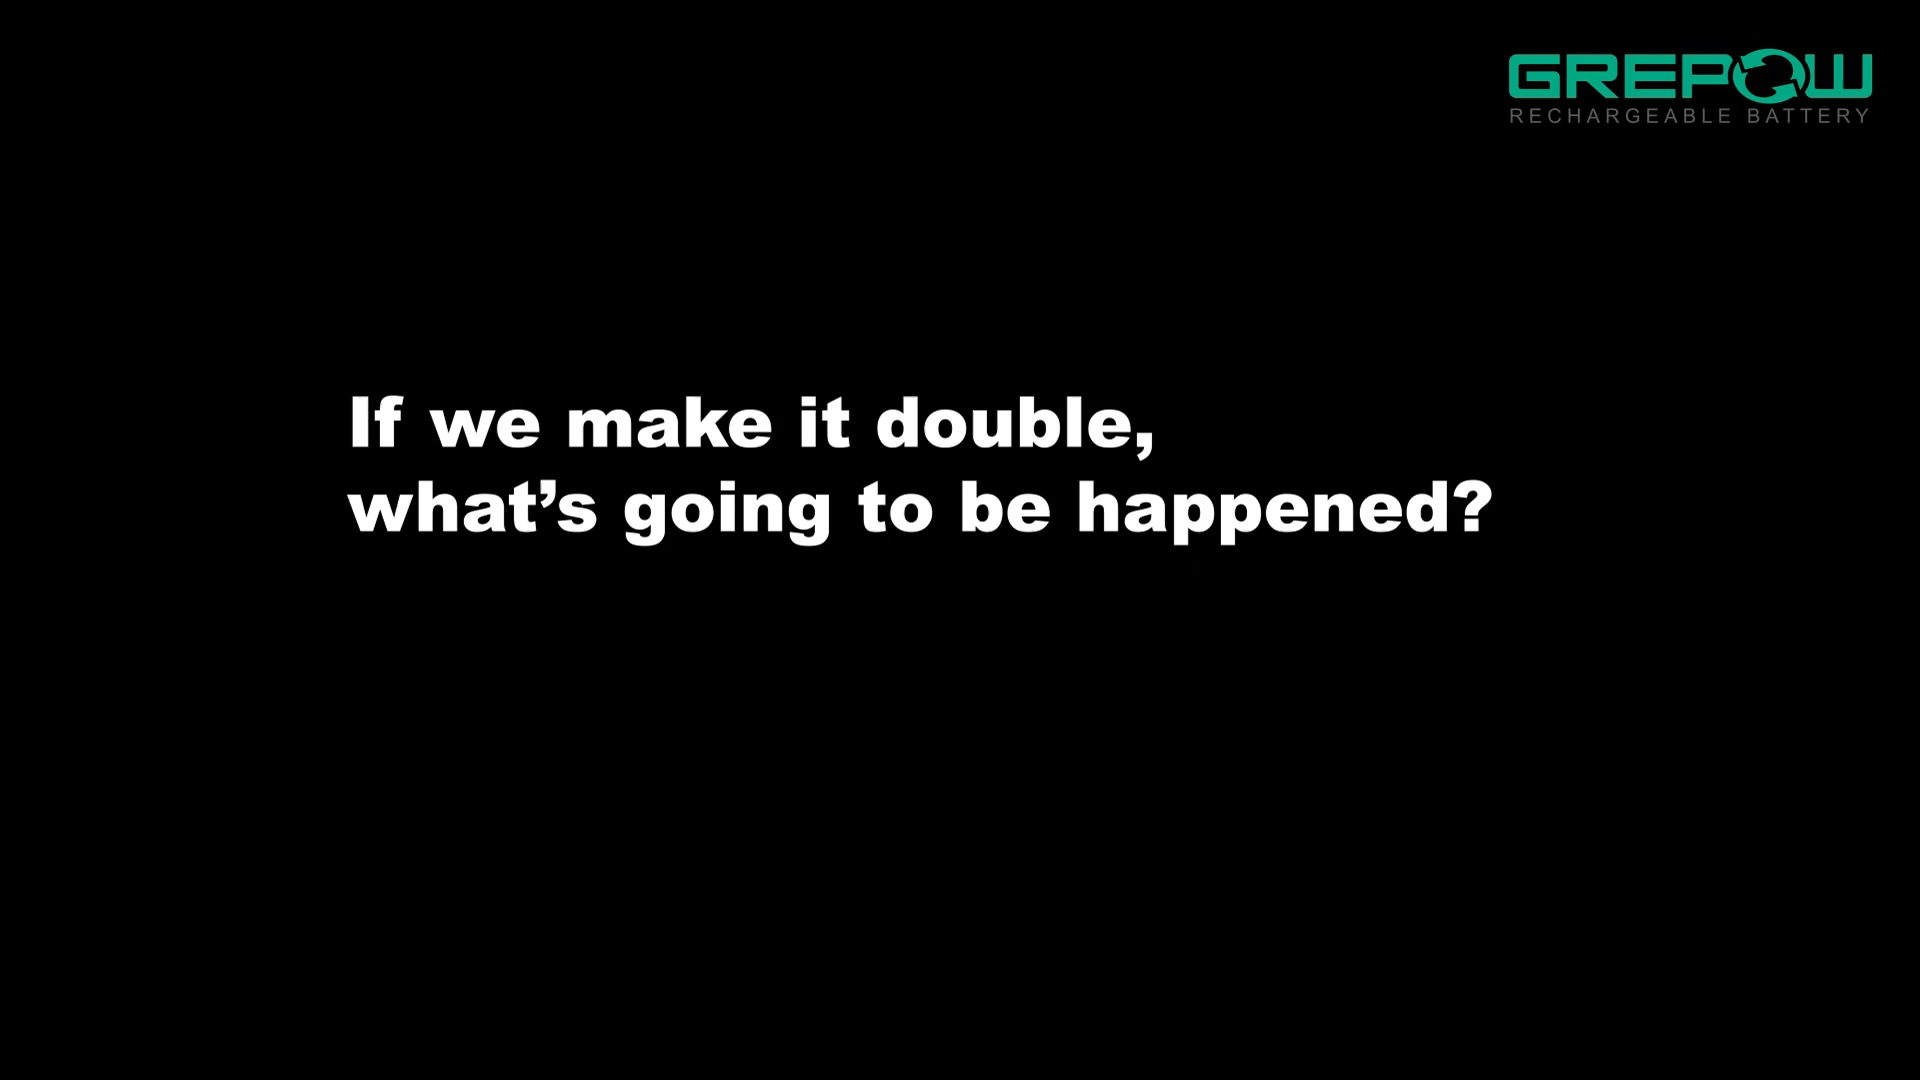 GREPOW
RECHARGEABLE BATTERY
If we make it double,
what’s going to be happened?